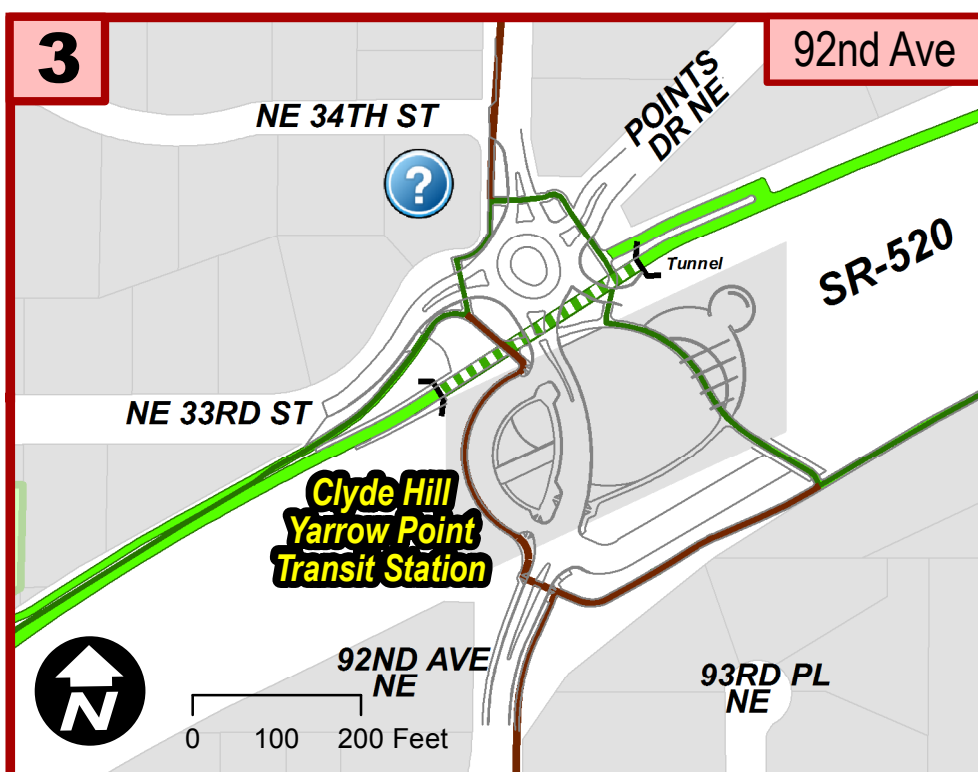 3
92nd Ave
NE 34TH ST
POINTS
DR NE
?
Tunnel
SR-520
NE 33RD ST
Clyde Hill
Yarrow Point
Transit Station
92ND AVE
NE
93RD PL
NE
N
0 100 200 Feet